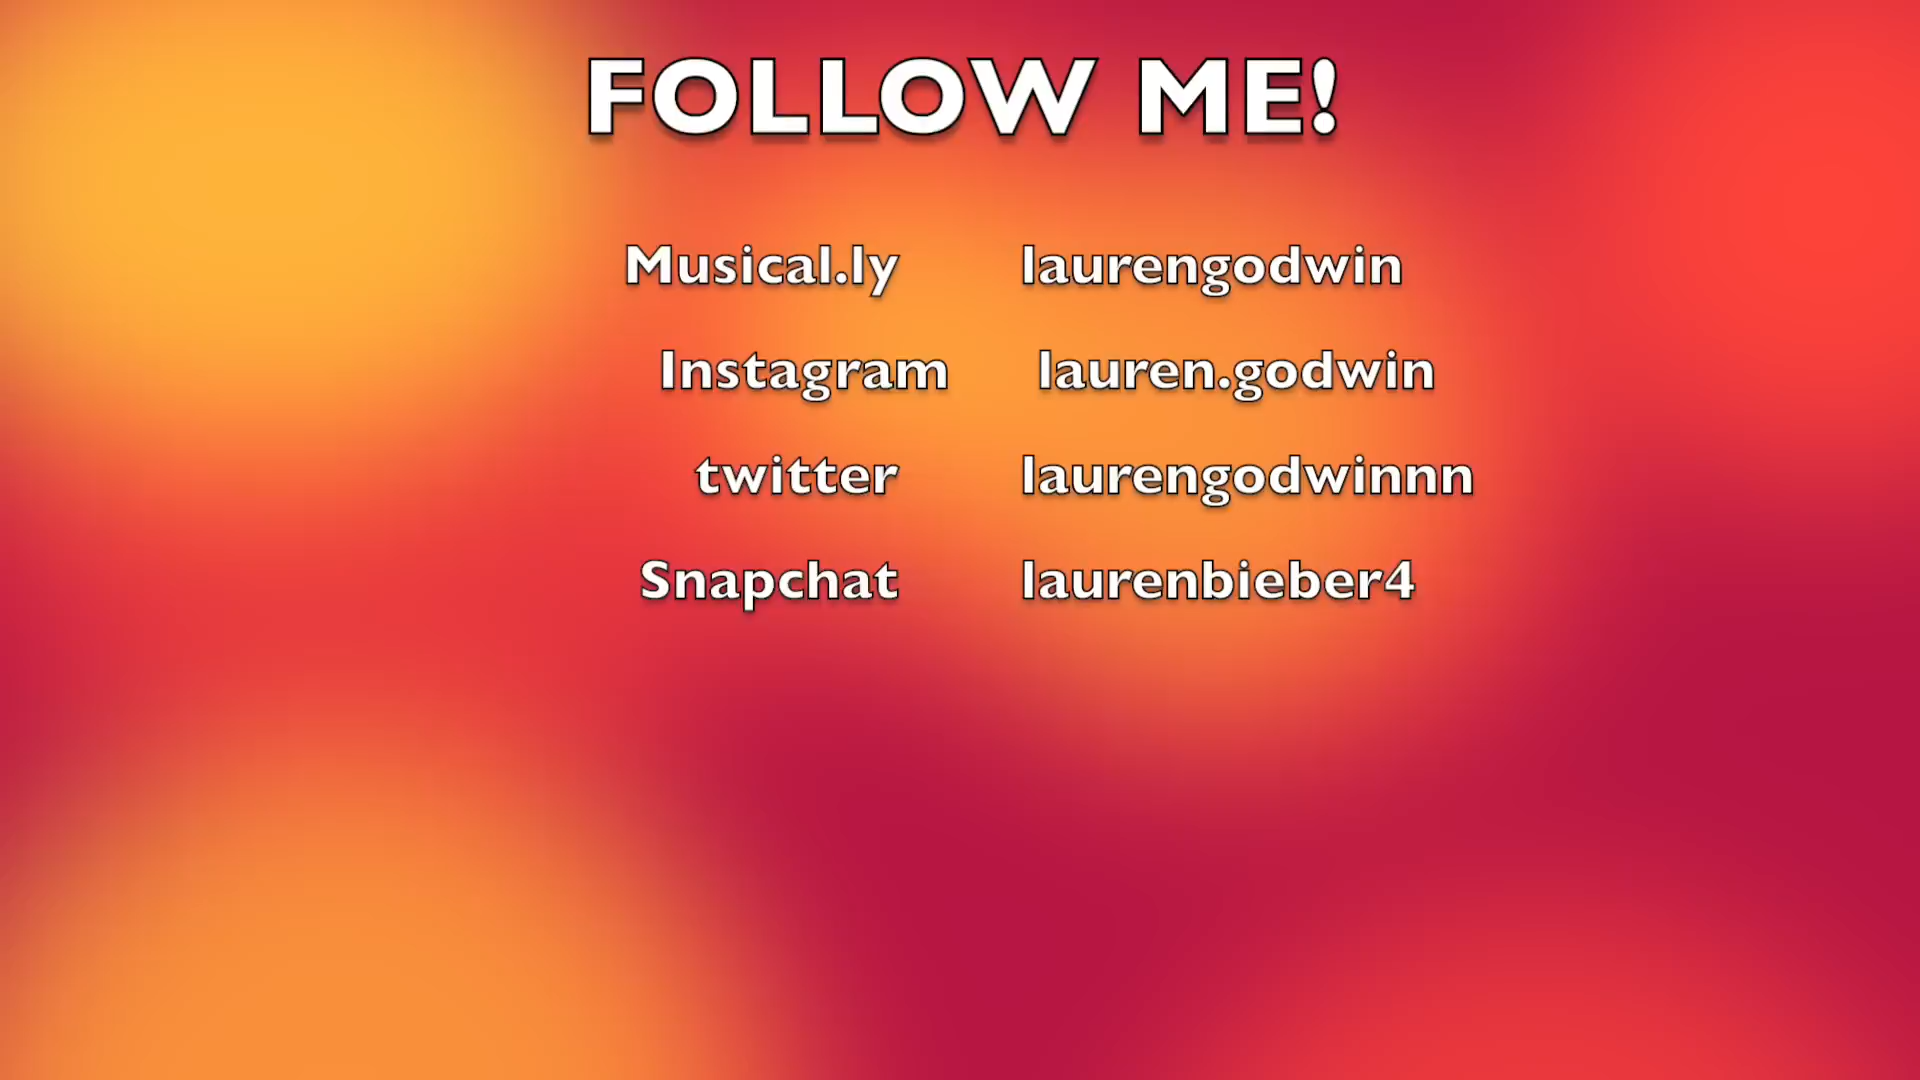 FOLLOW ME!
Musical.ly laurengodwin
Instagram lauren.godwin
twitter laurengodwinnn
Snapchat laurenbieber4